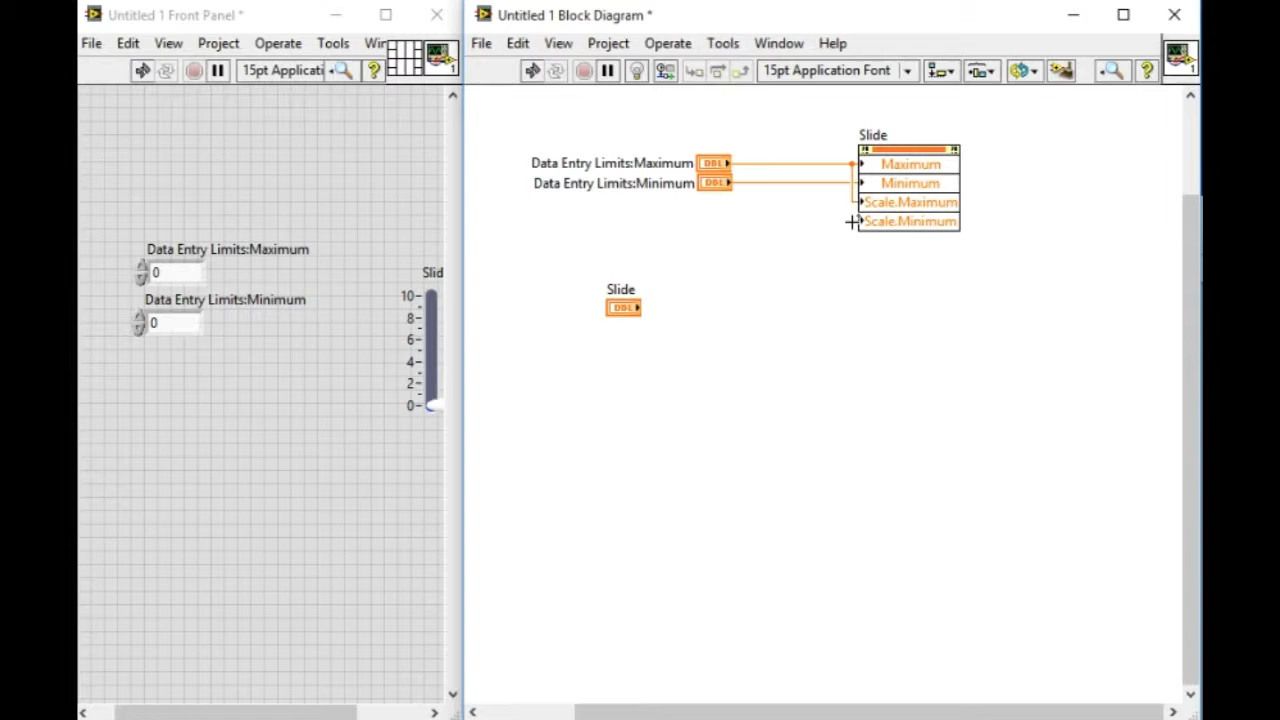 Untitled 1 Front Panel *
File Edit View Project Operate Tools Win
15pt Applicati
?
1
Data Entry Limits:Maximum
0
Data Entry Limits:Minimum
0
Slid
10
8
6
4
2
0
Untitled 1 Block Diagram *
File Edit View Project Operate Tools Window Help
15pt Application Font
?
1
Slide
Data Entry Limits:Maximum DBL
Maximum
Data Entry Limits:Minimum DBL
Minimum
Scale.Maximum
Scale.Minimum
Slide
DBL